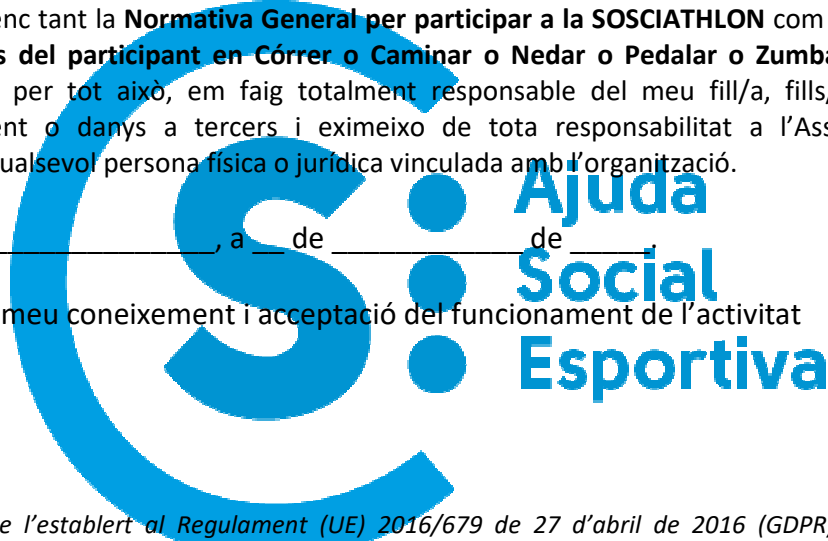 enc tant la Normativa General per participar a la SOSCIATHLON com
s del participant en Córrer o Caminar o Nedar o Pedalar o Zumba
per tot això, em faig totalment responsable del meu fill/a, fills,
ent o danys a tercers i eximeixo de tota responsabilitat a l’Ass
ualsevol persona física o jurídica vinculada amb l’organització.
Ajuda
______________, a __ de ____________ de _____.
Social
meu coneixement i acceptació del funcionament de l’activitat
S:
Esportiva
e l’establert al Regulament (UE) 2016/679 de 27 d’abril de 2016 (GDPR)